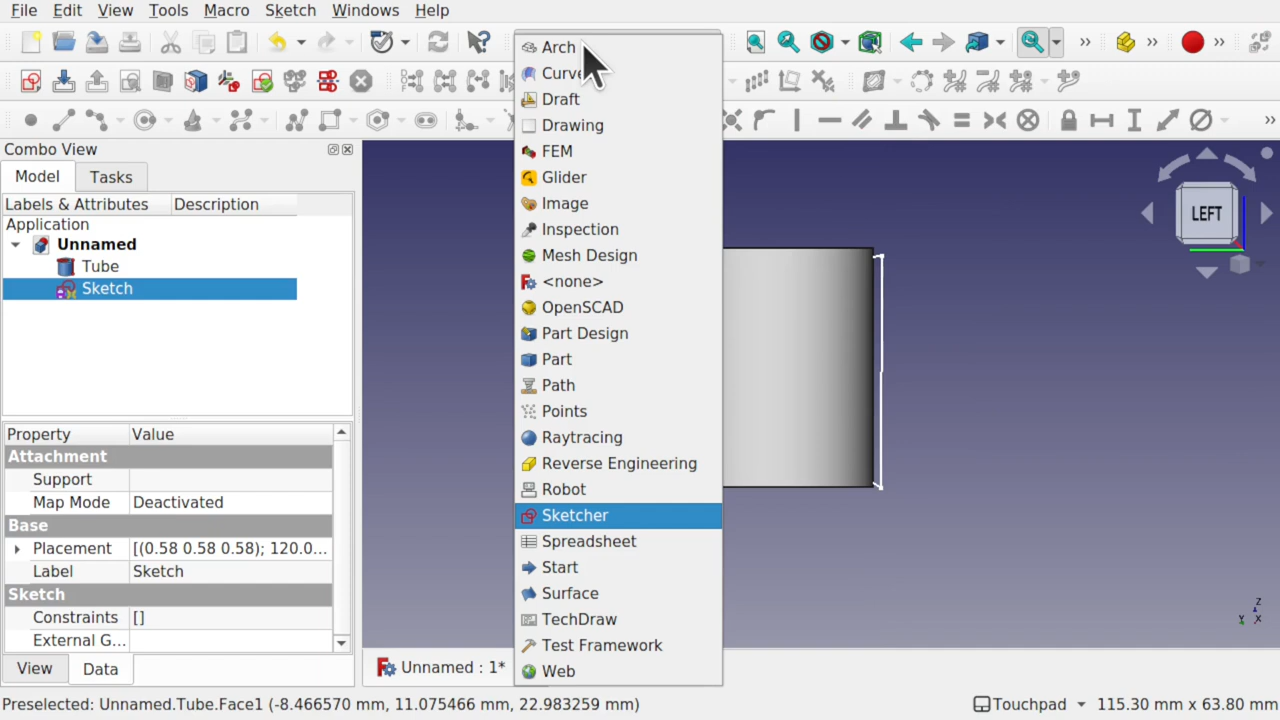 File Edit View Tools Macro Sketch Windows Help
Combo View
Model Tasks
Labels & Attributes Description
Application
Unnamed
Tube
Sketch
Property Value
Attachment
Support
Map Mode Deactivated
Base
Placement [(0.58 0.58 0.58); 120.0...
Label Sketch
Sketch
Constraints []
External G...
View Data
Arch
Draft
Drawing
FEM
Glider
Image
Inspection
Mesh Design
<none>
OpenSCAD
Part Design
Part
Path
Points
Raytracing
Reverse Engineering
Robot
Sketcher
Spreadsheet
Start
Surface
TechDraw
Test Framework
Web
LEFT
Z
Y X
Unnamed : 1*
Preselected: Unnamed.Tube.Face1 (-8.466570 mm, 11.075466 mm, 22.983259 mm) Touchpad 115.30 mm x 63.80 mm